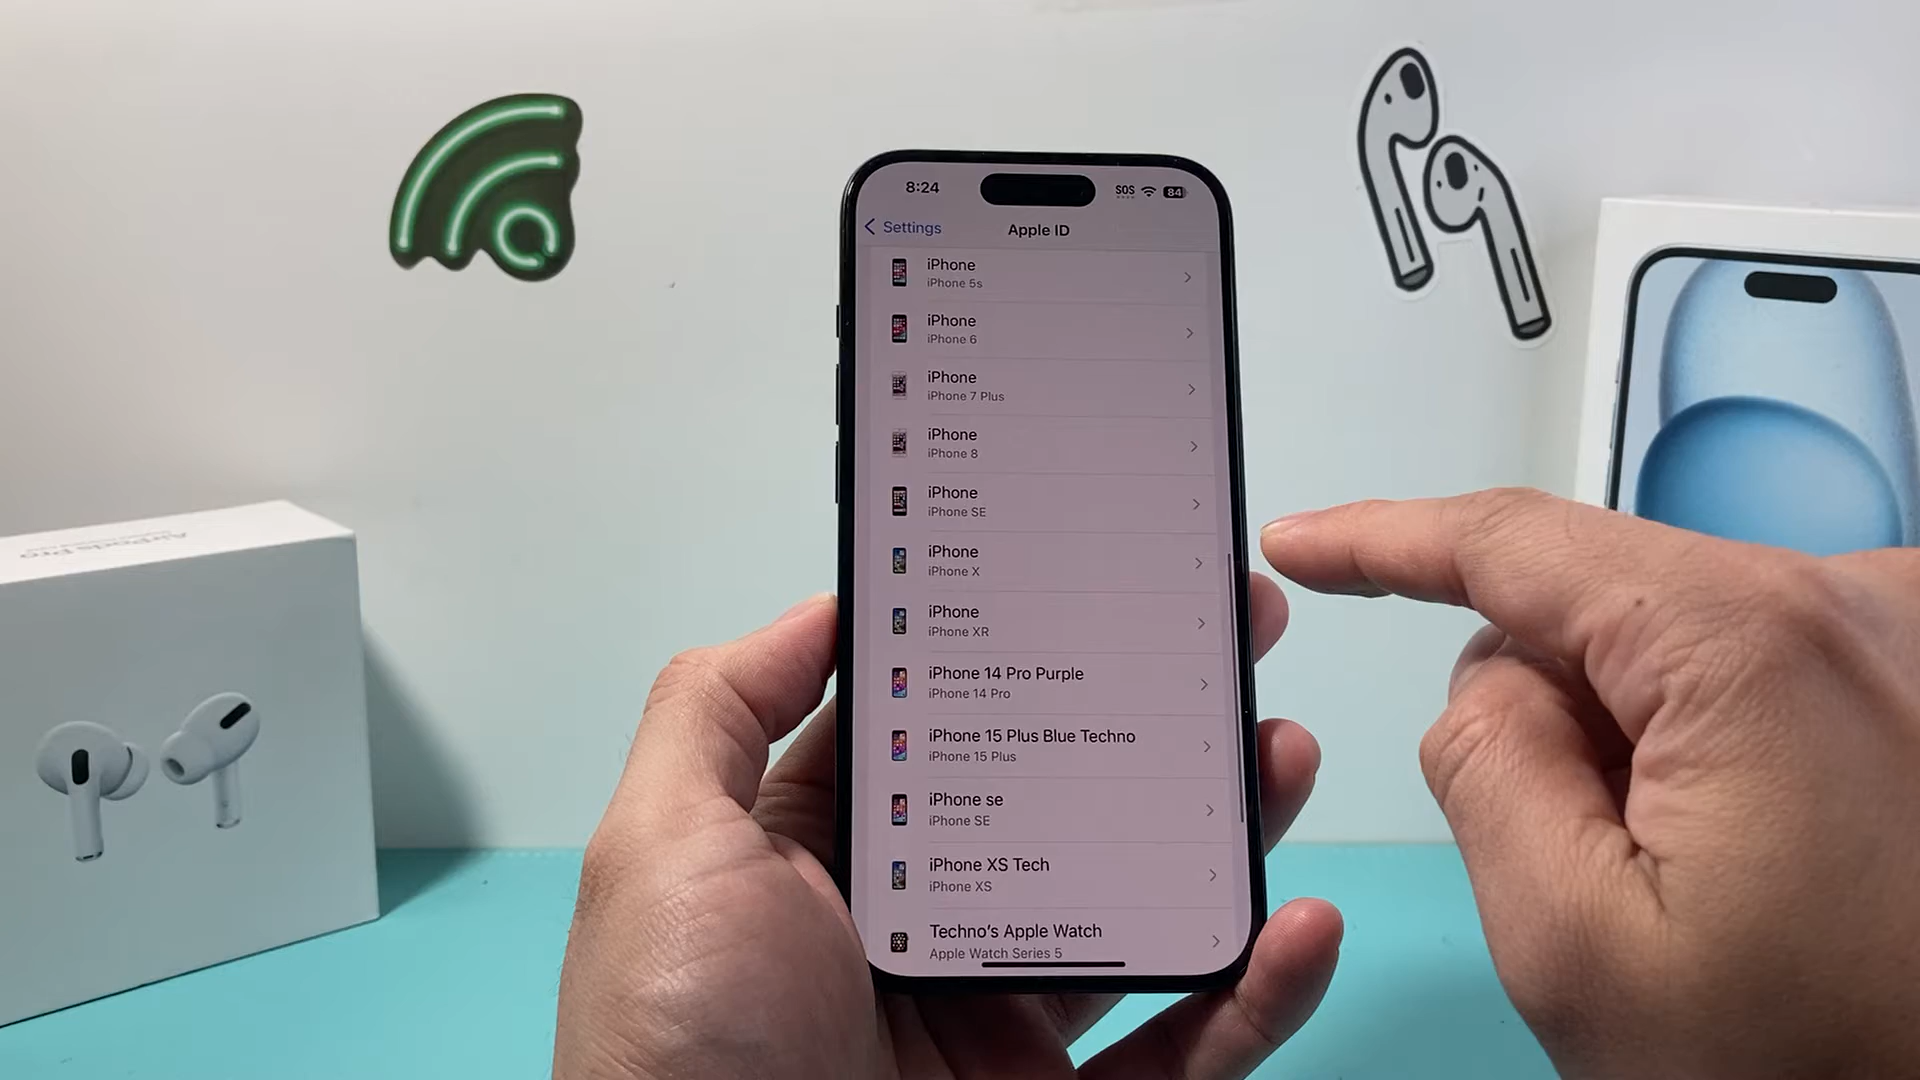 8:24
SOS
84
Settings
Apple ID
iPhone
iPhone 5s
iPhone
iPhone 6
iPhone
iPhone 7 Plus
iPhone
iPhone 8
iPhone
iPhone SE
iPhone
iPhone X
iPhone
iPhone XR
iPhone 14 Pro Purple
iPhone 14 Pro
iPhone 15 Plus Blue Techno
iPhone 15 Plus
iPhone se
iPhone SE
iPhone XS Tech
iPhone XS
Techno's Apple Watch
Apple Watch Series 5
AirPods Pro